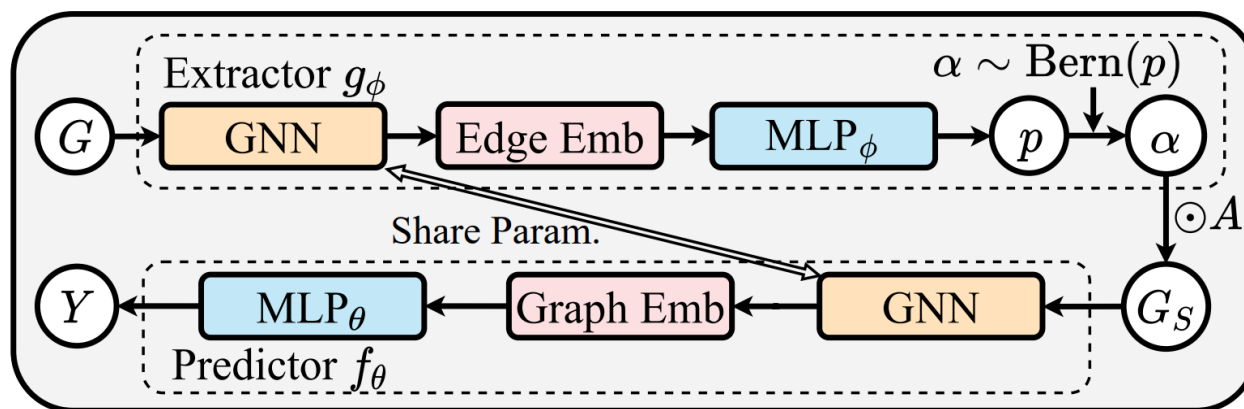 Extractor g_ϕ
α ∼ Bern(p)
G
GNN
Edge Emb
MLP_ϕ
p
α
Share Param.
⊙A
Y
MLP_θ
Graph Emb
GNN
G_S
Predictor f_θ